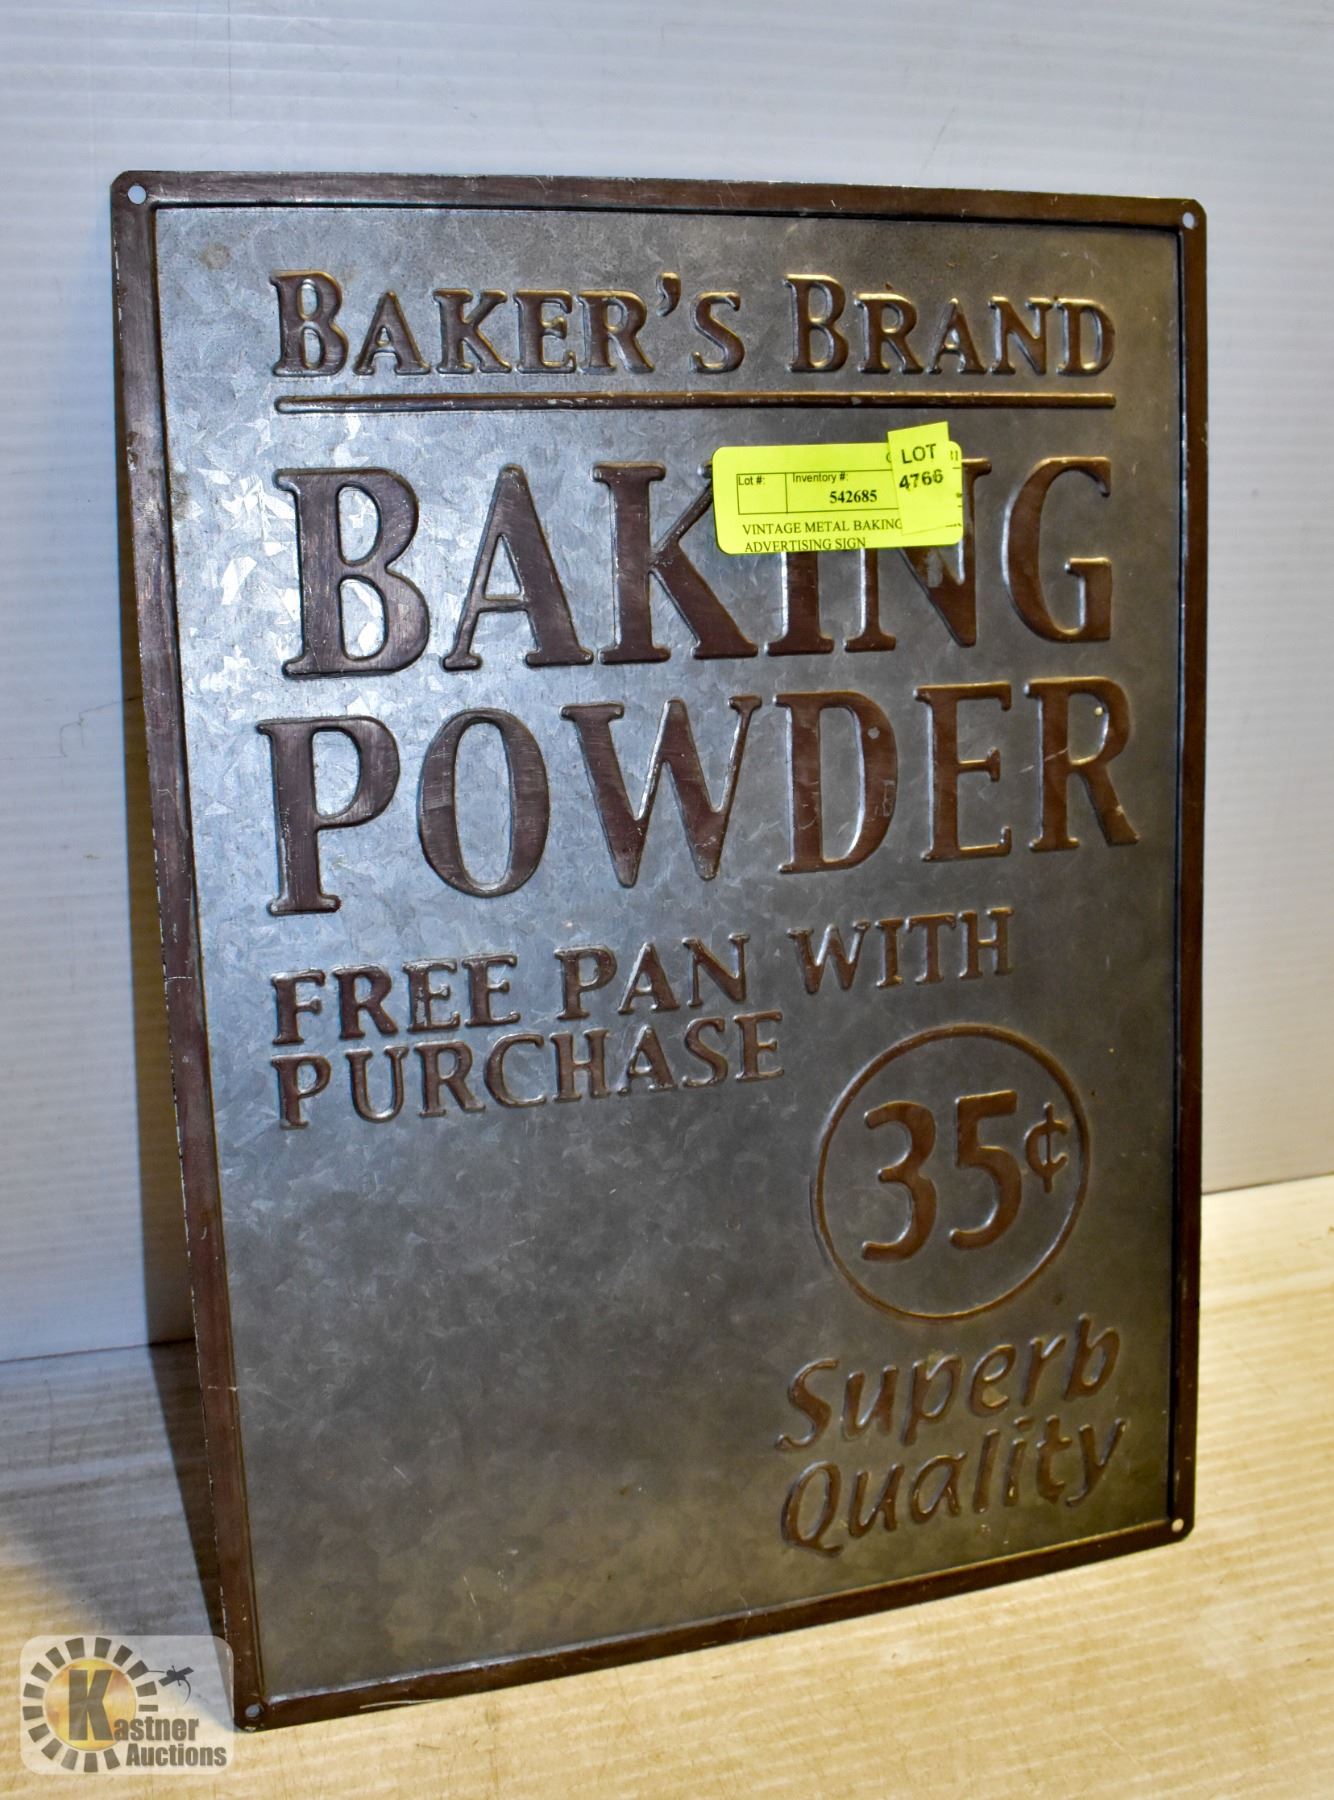 BAKER'S BRAND
BAKING
LOT
4766
Lot #: Inventory #:
542685
VINTAGE METAL BAKING
ADVERTISING SIGN
POWDER
FREE PAN WITH
PURCHASE
35¢
Superb
Quality
Kastner
Auctions